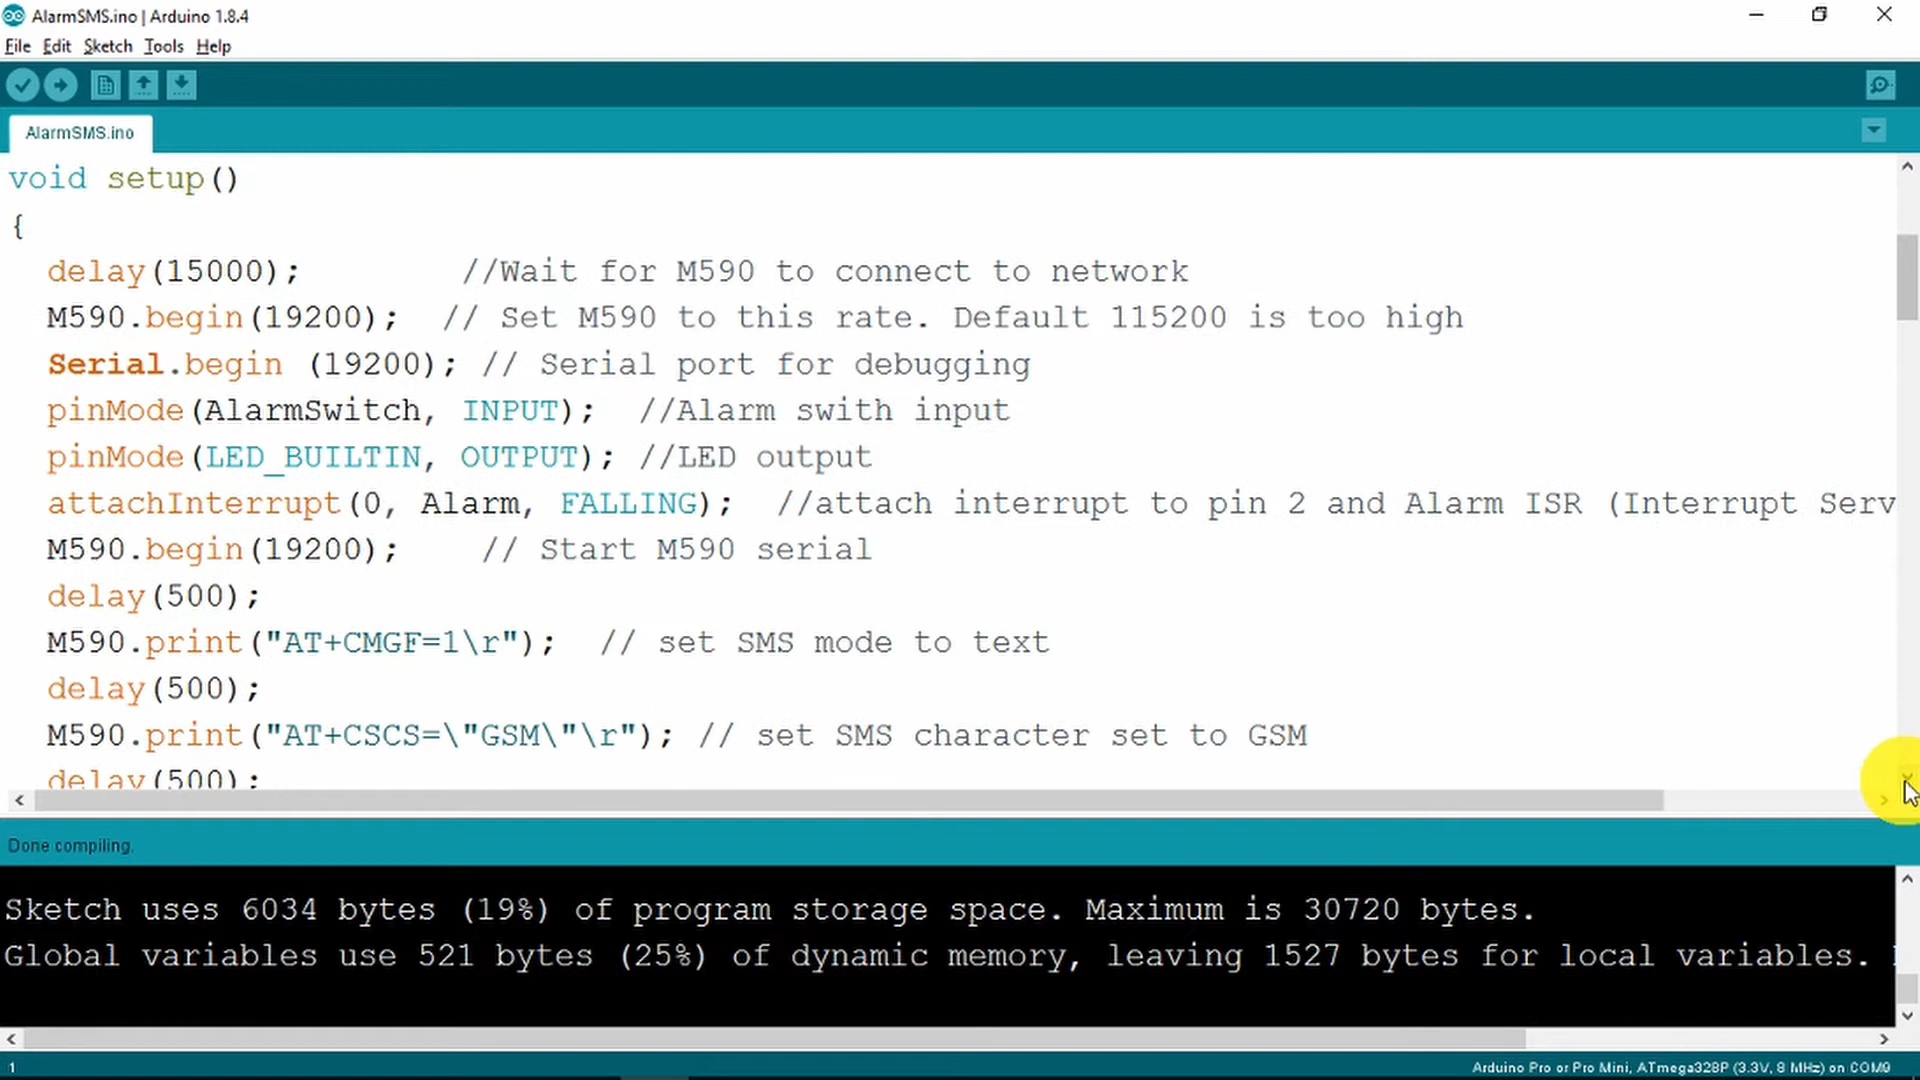 AlarmSMS.ino | Arduino 1.8.4
File Edit Sketch Tools Help
AlarmSMS.ino
void setup()
{
delay(15000); //Wait for M590 to connect to network
M590.begin(19200); // Set M590 to this rate. Default 115200 is too high
Serial.begin (19200); // Serial port for debugging
pinMode(AlarmSwitch, INPUT); //Alarm swith input
pinMode(LED_BUILTIN, OUTPUT); //LED output
attachInterrupt(0, Alarm, FALLING); //attach interrupt to pin 2 and Alarm ISR (Interrupt Serv
M590.begin(19200); // Start M590 serial
delay(500);
M590.print("AT+CMGF=1\r"); // set SMS mode to text
delay(500);
M590.print("AT+CSCS=\"GSM\"\r"); // set SMS character set to GSM
delay(500);
Done compiling.
Sketch uses 6034 bytes (19%) of program storage space. Maximum is 30720 bytes.
Global variables use 521 bytes (25%) of dynamic memory, leaving 1527 bytes for local variables.
1
Arduino Pro or Pro Mini, ATmega328P (3.3V, 8 MHz) on COM9